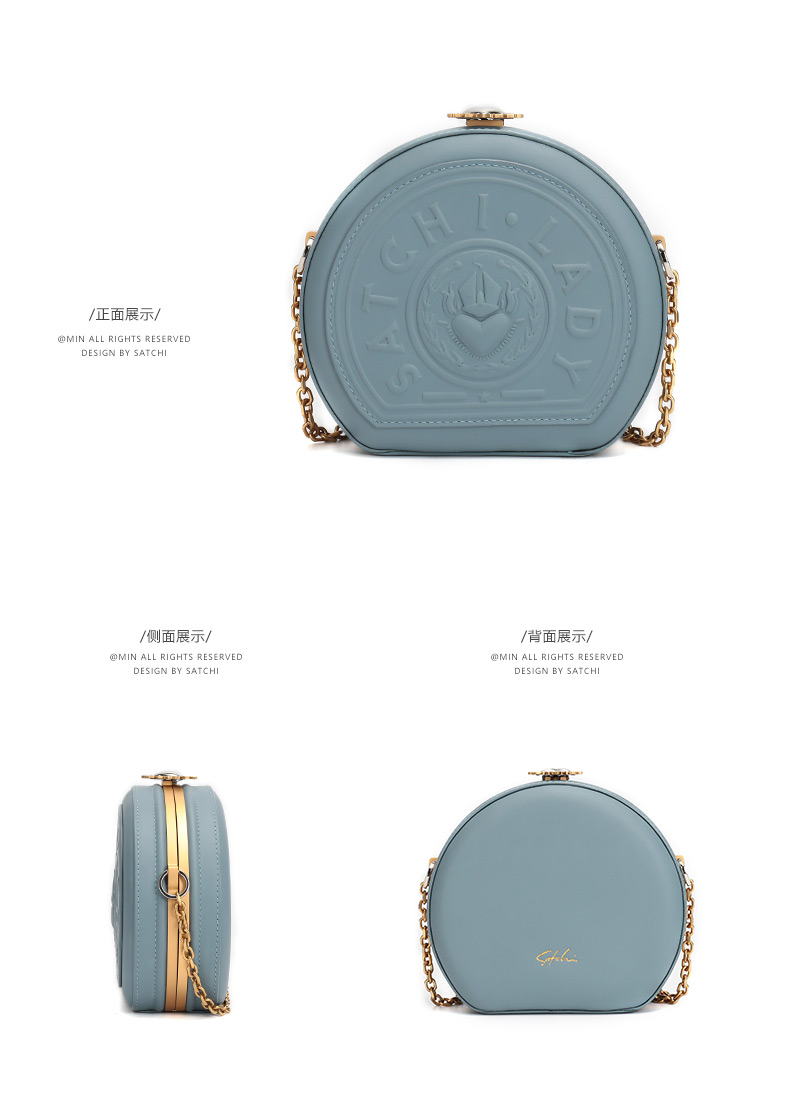 SATCHI·LADY
/正面展示/
@MIN ALL RIGHTS RESERVED
DESIGN BY SATCHI
/侧面展示/
@MIN ALL RIGHTS RESERVED
DESIGN BY SATCHI
/背面展示/
@MIN ALL RIGHTS RESERVED
DESIGN BY SATCHI
Satchi